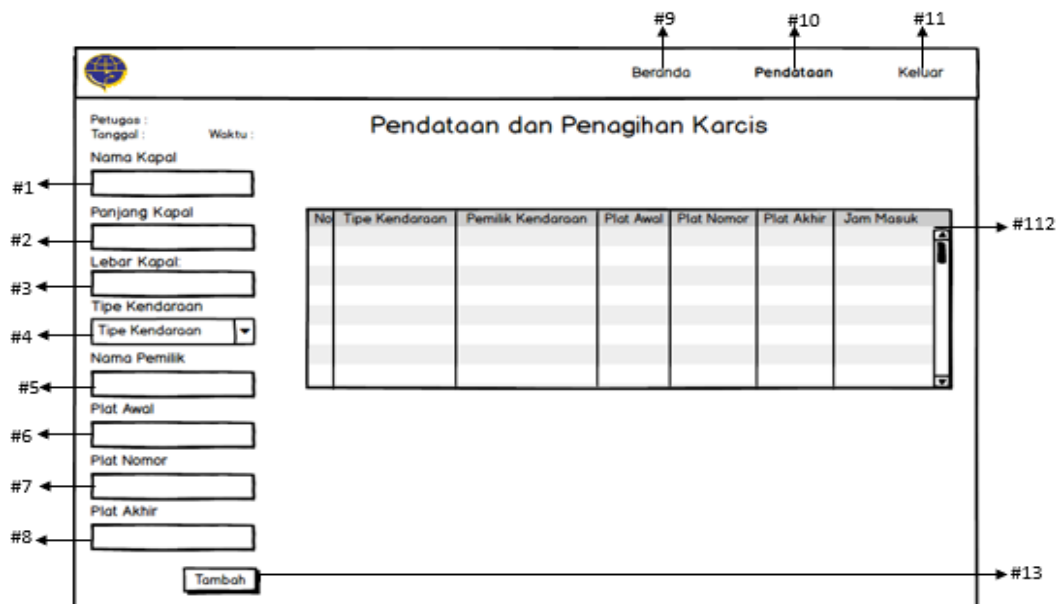 #9 #10 #11
Beranda Pendataan Keluar
Petugas :
Tanggal : Waktu :
Pendataan dan Penagihan Karcis
Nama Kapal
#1
Panjang Kapal
#2
Lebar Kapal:
#3
Tipe Kendaraan
Tipe Kendaraan
#4
Nama Pemilik
#5
Plat Awal
#6
Plat Nomor
#7
Plat Akhir
#8
Tambah
No Tipe Kendaraan Pemilik Kendaraan Plat Awal Plat Nomor Plat Akhir Jam Masuk
#112
#13